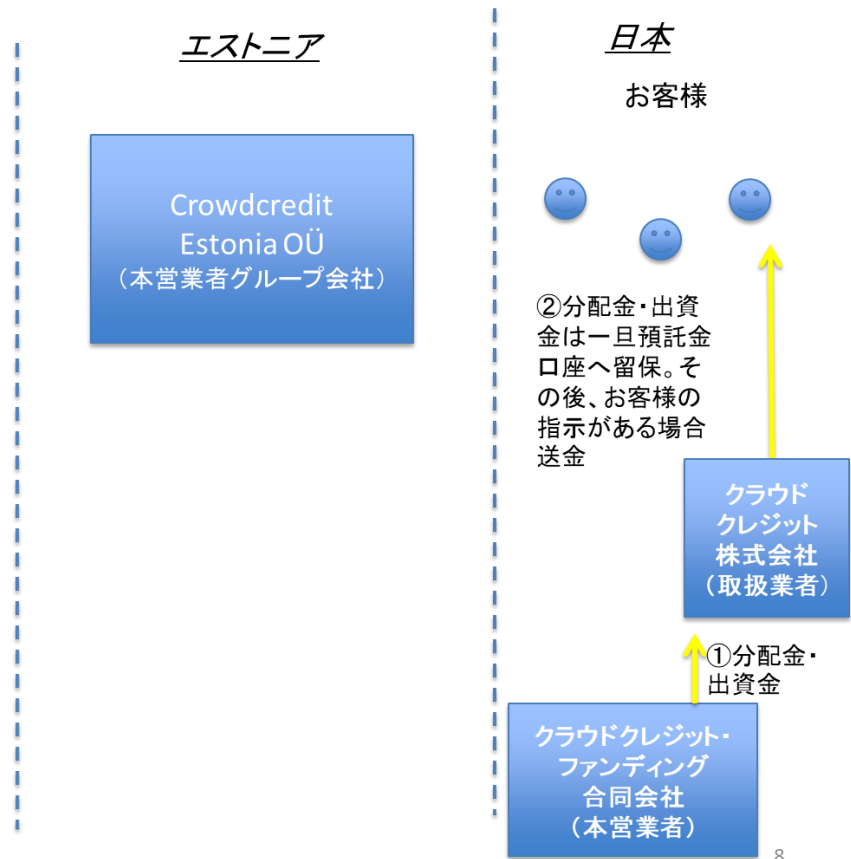 エストニア
日本
お客様
Crowdcredit
Estonia OÜ
（本営業者グループ会社）
②分配金・出資
金は一旦預託金
口座へ留保。そ
の後、お客様の
指示がある場合
送金
クラウド
クレジット
株式会社
（取扱業者）
①分配金・
出資金
クラウドクレジット・
ファンディング
合同会社
（本営業者）
8